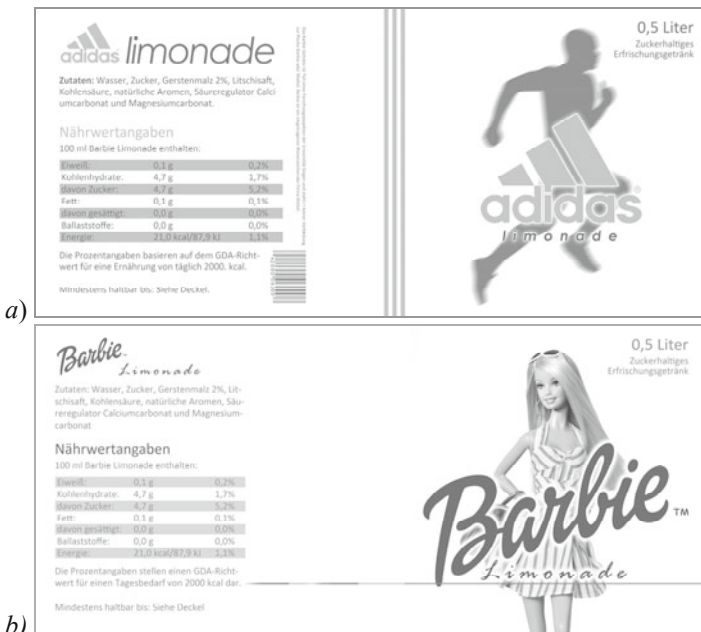 adidas limonade
Zutaten: Wasser, Zucker, Gerstenmalz 2%, Litschisaft,
Kohlensäure, natürliche Aromen, Säureregulator Calci-
umcarbonat und Magnesiumcarbonat.
Nährwertangaben
100 ml Barbie Limonade enthalten:
Eiweiß: 0,1 g 0,2%
Kohlenhydrate: 4,7 g 1,7%
davon Zucker: 4,7 g 5,2%
Fett: 0,1 g 0,1%
davon gesättigt: 0,0 g 0,0%
Ballaststoffe: 0,0 g 0,0%
Energie: 21,0 kcal/87,9 kJ 1,1%
Die Prozentangaben basieren auf dem GDA-Richt-
wert für eine Ernährung von täglich 2000. kcal.
Mindestens haltbar bis: Siehe Deckel.
0,5 Liter
Zuckerhaltiges
Erfrischungsgetränk
adidas®
limonade
a)
Barbie™
Limonade
Zutaten: Wasser, Zucker, Gerstenmalz 2%, Lit-
schisaft, Kohlensäure, natürliche Aromen, Säu-
reregulator Calciumcarbonat und Magnesium-
carbonat
Nährwertangaben
100 ml Barbie Limonade enthalten:
Eiweiß: 0,1 g 0,2%
Kohlenhydrate: 4,7 g 1,7%
davon Zucker: 4,7 g 5,2%
Fett: 0,1 g 0,1%
davon gesättigt: 0,0 g 0,0%
Ballaststoffe: 0,0 g 0,0%
Energie: 21,0 kcal/87,9 kJ 1,1%
Die Prozentangaben stellen einen GDA-Richt-
wert für einen Tagesbedarf von 2000 kcal dar.
Mindestens haltbar bis: Siehe Deckel
0,5 Liter
Zuckerhaltiges
Erfrischungsgetränk
Barbie™
Limonade
b)